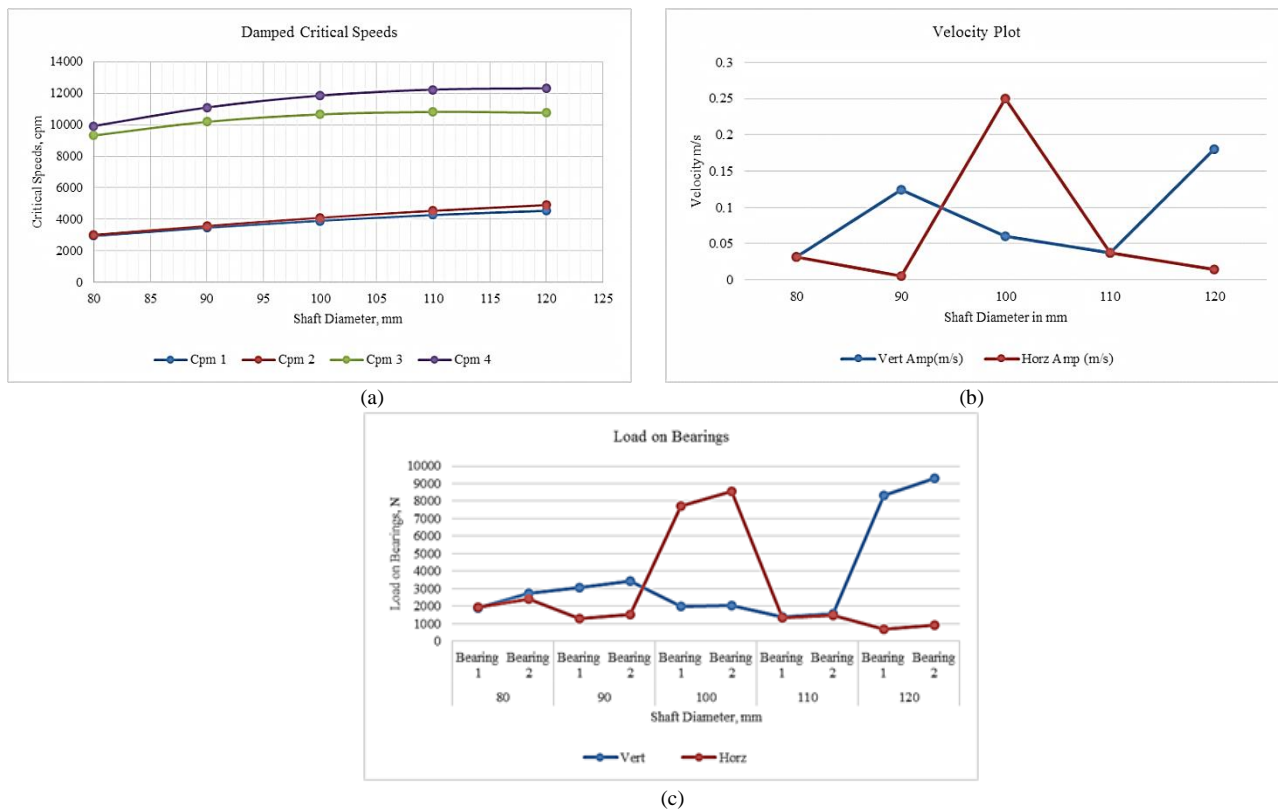 Damped Critical Speeds
14000
12000
10000
8000
6000
4000
2000
0
Critical Speeds, cpm
80 85 90 95 100 105 110 115 120 125
Shaft Diameter, mm
Cpm 1 Cpm 2 Cpm 3 Cpm 4
(a)
Velocity Plot
0.3
0.25
0.2
0.15
0.1
0.05
0
Velocity m/s
80 90 100 110 120
Shaft Diameter in mm
Vert Amp(m/s) Horz Amp (m/s)
(b)
Load on Bearings
10000
9000
8000
7000
6000
5000
4000
3000
2000
1000
0
Load on Bearings, N
Bearing Bearing Bearing Bearing Bearing Bearing Bearing Bearing Bearing Bearing
1 2 1 2 1 2 1 2 1 2
80 90 100 110 120
Shaft Diameter, mm
Vert Horz
(c)